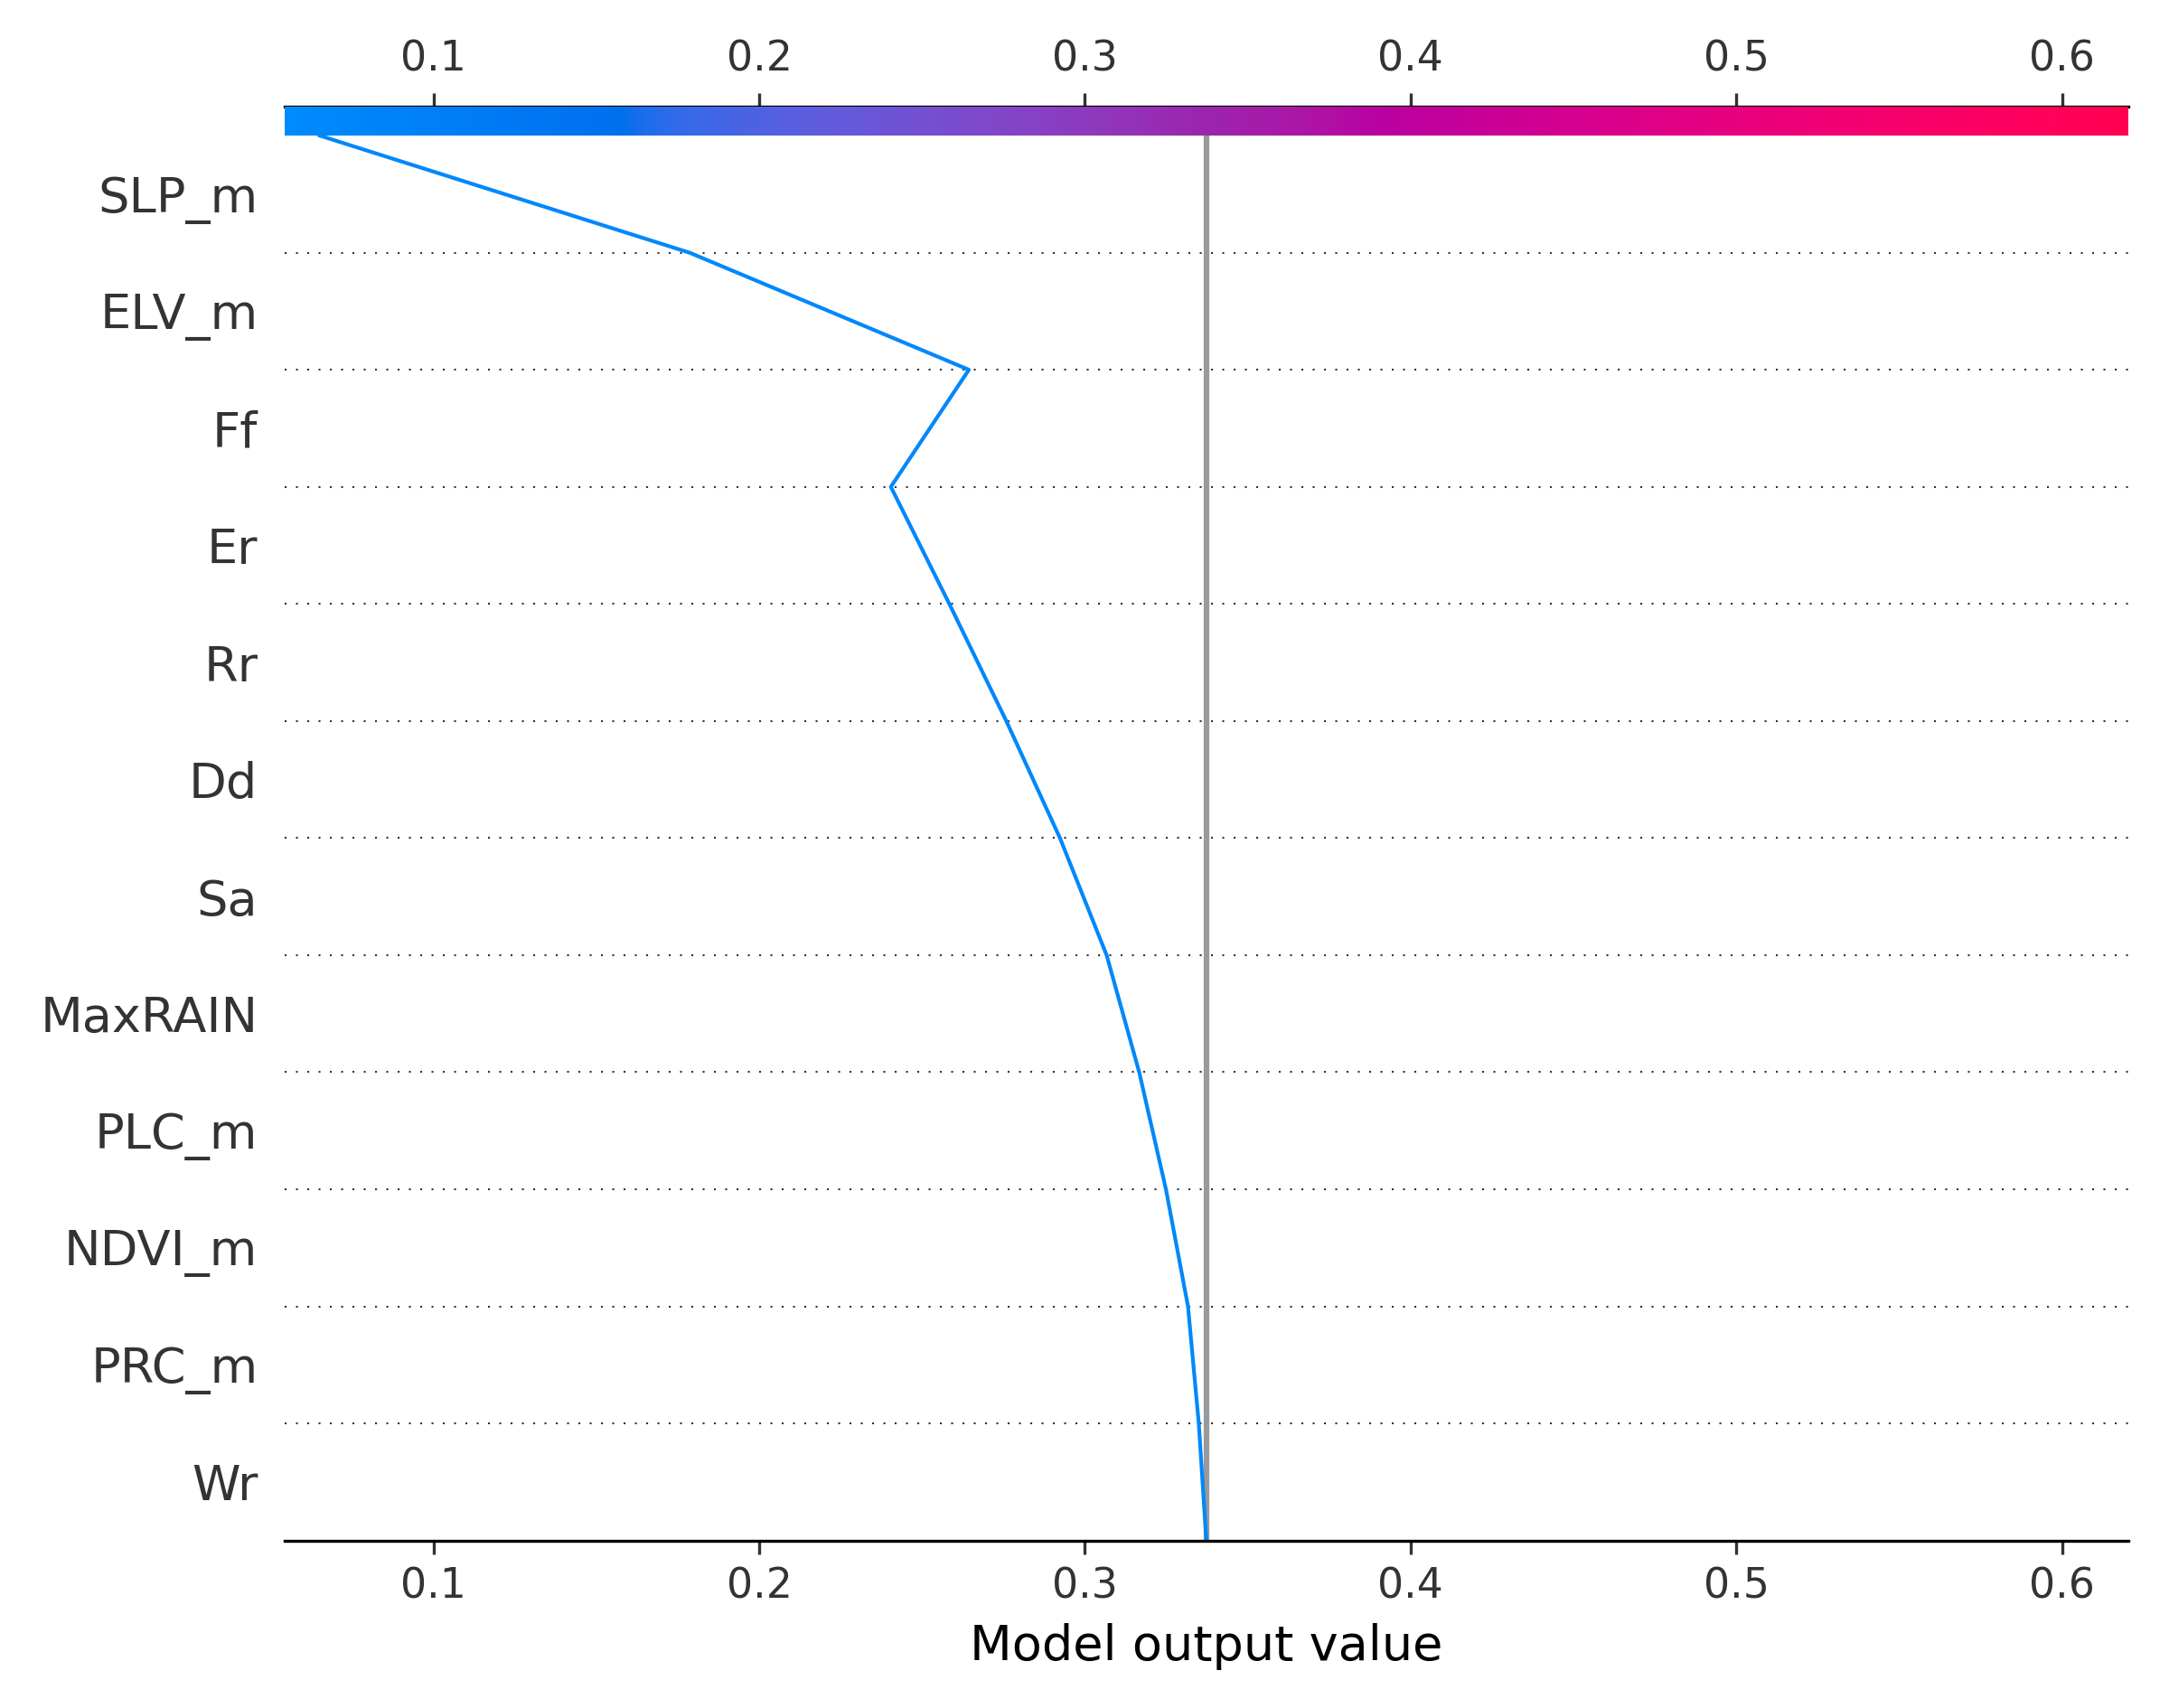 0.1 0.2 0.3 0.4 0.5 0.6
SLP_m
ELV_m
Ff
Er
Rr
Dd
Sa
MaxRAIN
PLC_m
NDVI_m
PRC_m
Wr
0.1 0.2 0.3 0.4 0.5 0.6
Model output value